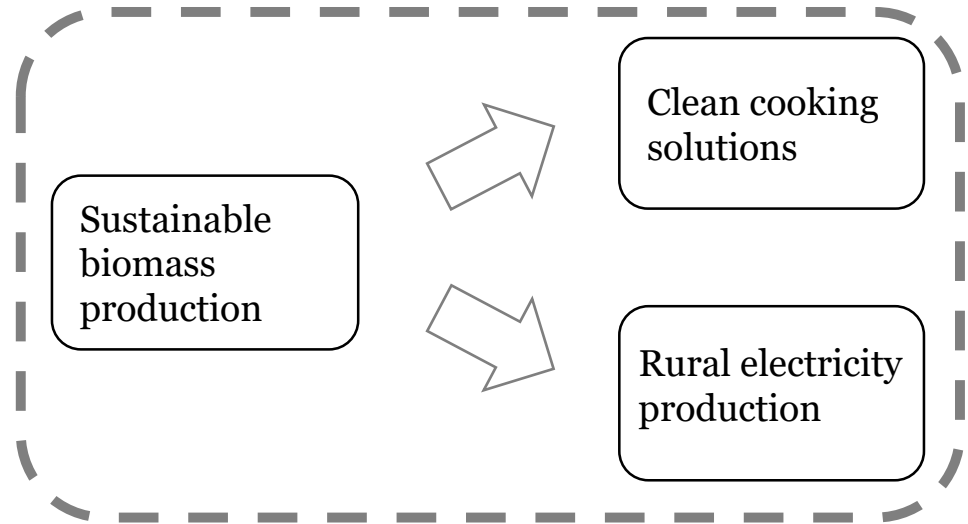 Sustainable
biomass
production
Clean cooking
solutions
Rural electricity
production